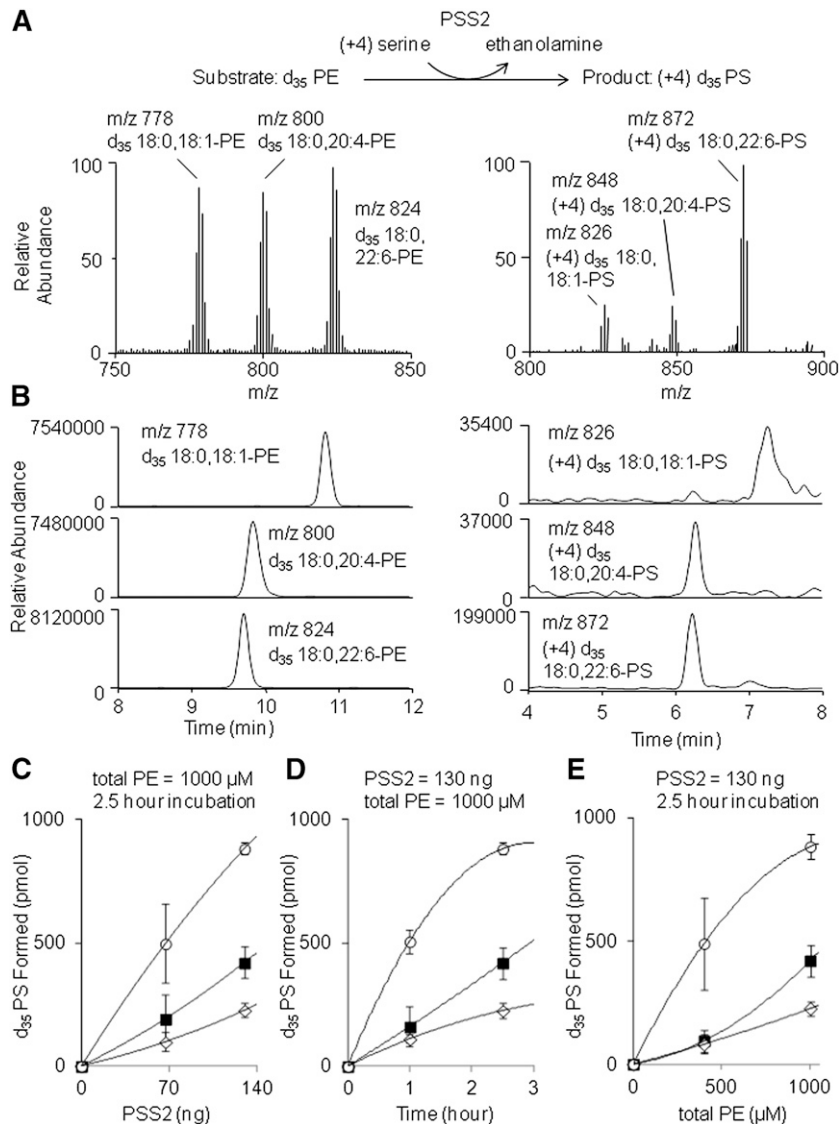 A
PSS2
(+4) serine ethanolamine
Substrate: d35 PE Product: (+4) d35 PS
m/z 778
d35 18:0,18:1-PE
m/z 800
d35 18:0,20:4-PE
m/z 824
d35 18:0,
22:6-PE
100
50
0
Relative
Abundance
750 800 850
m/z
m/z 872
(+4) d35 18:0,22:6-PS
m/z 848
(+4) d35 18:0,20:4-PS
m/z 826
(+4) d35 18:0,
18:1-PS
100
50
0
800 850 900
m/z
B
Relative Abundance
7540000
0
m/z 778
d35 18:0,18:1-PE
7480000
0
m/z 800
d35 18:0,20:4-PE
8120000
0
m/z 824
d35 18:0,22:6-PE
8 9 10 11 12
Time (min)
35400
0
m/z 826
(+4) d35 18:0,18:1-PS
37000
0
m/z 848
(+4) d35
18:0,20:4-PS
199000
0
m/z 872
(+4) d35
18:0,22:6-PS
4 5 6 7 8
Time (min)
C
total PE = 1000 µM
2.5 hour incubation
d35 PS Formed (pmol)
1000
500
0
0 70 140
PSS2 (ng)
D
PSS2 = 130 ng
total PE = 1000 µM
d35 PS Formed (pmol)
1000
500
0
0 1 2 3
Time (hour)
E
PSS2 = 130 ng
2.5 hour incubation
d35 PS Formed (pmol)
1000
500
0
0 500 1000
total PE (µM)